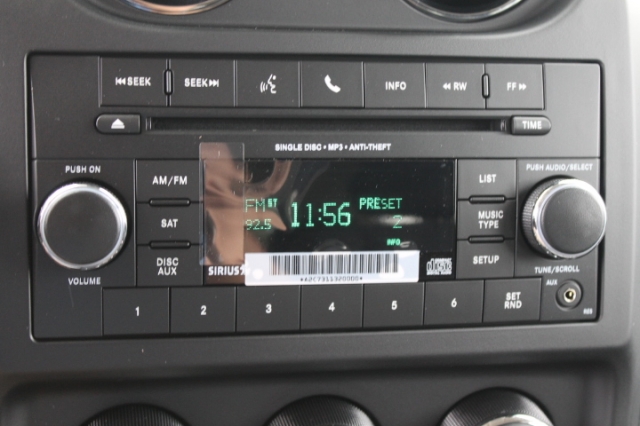 SEEK SEEK INFO RW FF
TIME
SINGLE DISC • MP3 • ANTI-THEFT
PUSH ON
PUSH AUDIO/SELECT
AM/FM
LIST
FM ST 11:56 PRESET
92.5 2
SAT
MUSIC
TYPE
INFO
DISC
AUX
SIRIUS
SETUP
VOLUME
TUNE/SCROLL
AUX
1 2 3 4 5 6 SET
RND